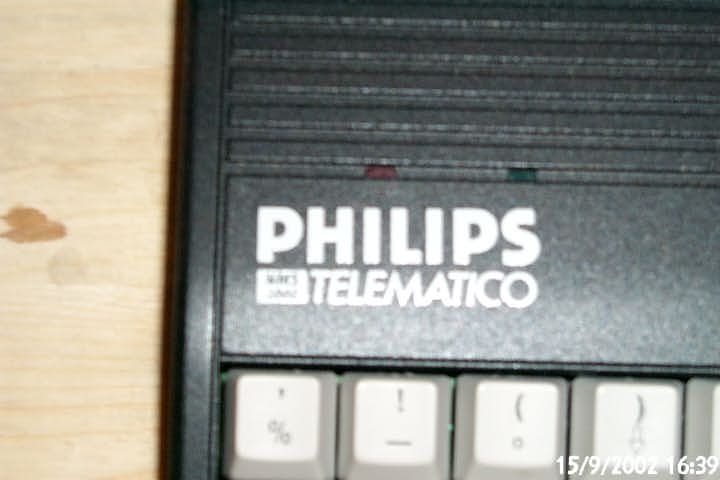 PHILIPS
TELEMATICO
' ! ( )
% _ °
15/9/2002 16:39